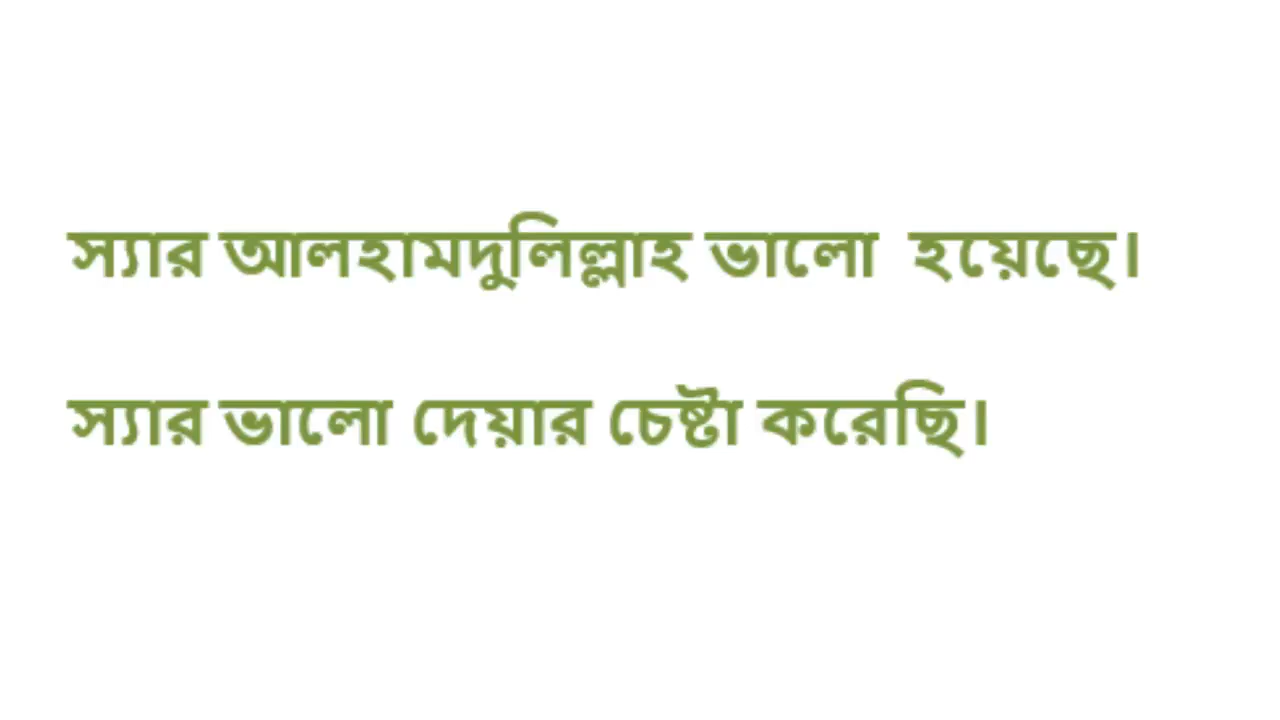 স্যার আলহামদুলিল্লাহ ভালো হয়েছে।
স্যার ভালো দেয়ার চেষ্টা করেছি।